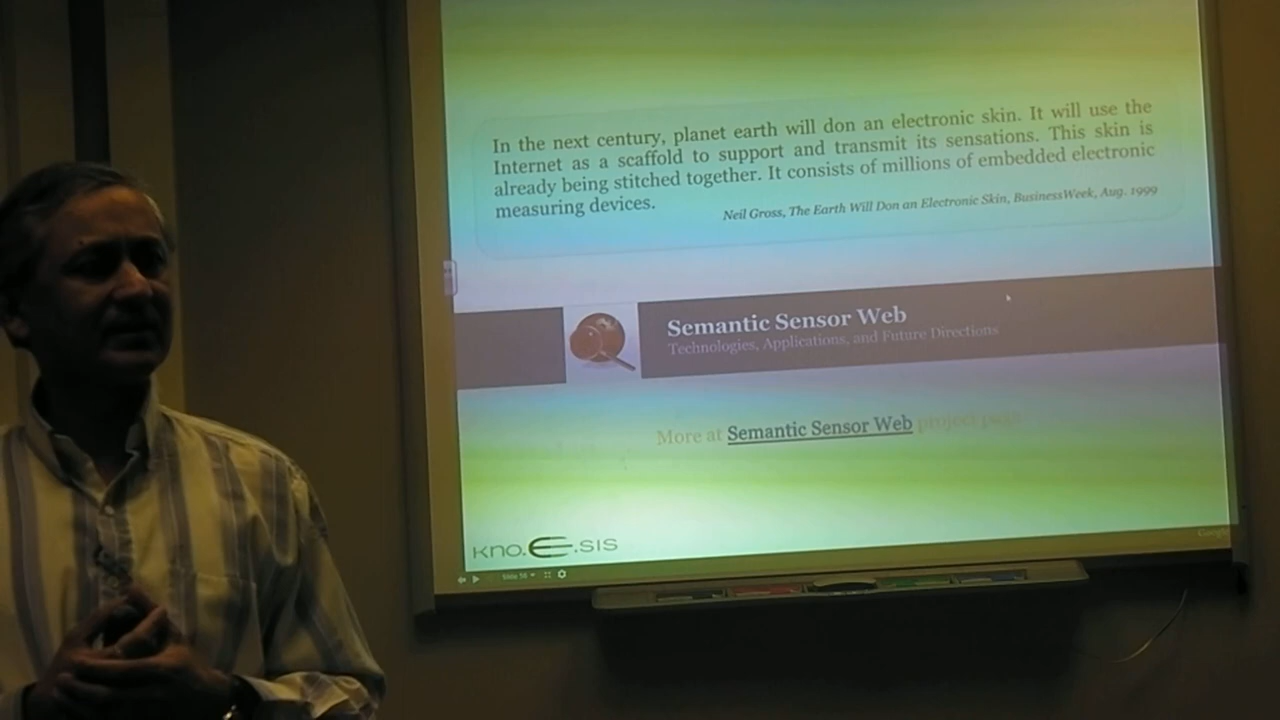 In the next century, planet earth will don an electronic skin. It will use the
Internet as a scaffold to support and transmit its sensations. This skin is
already being stitched together. It consists of millions of embedded electronic
measuring devices.
Neil Gross, The Earth Will Don an Electronic Skin, BusinessWeek, Aug. 1999
Semantic Sensor Web
Technologies, Applications, and Future Directions
More at Semantic Sensor Web project page
kno.e.sis
Google